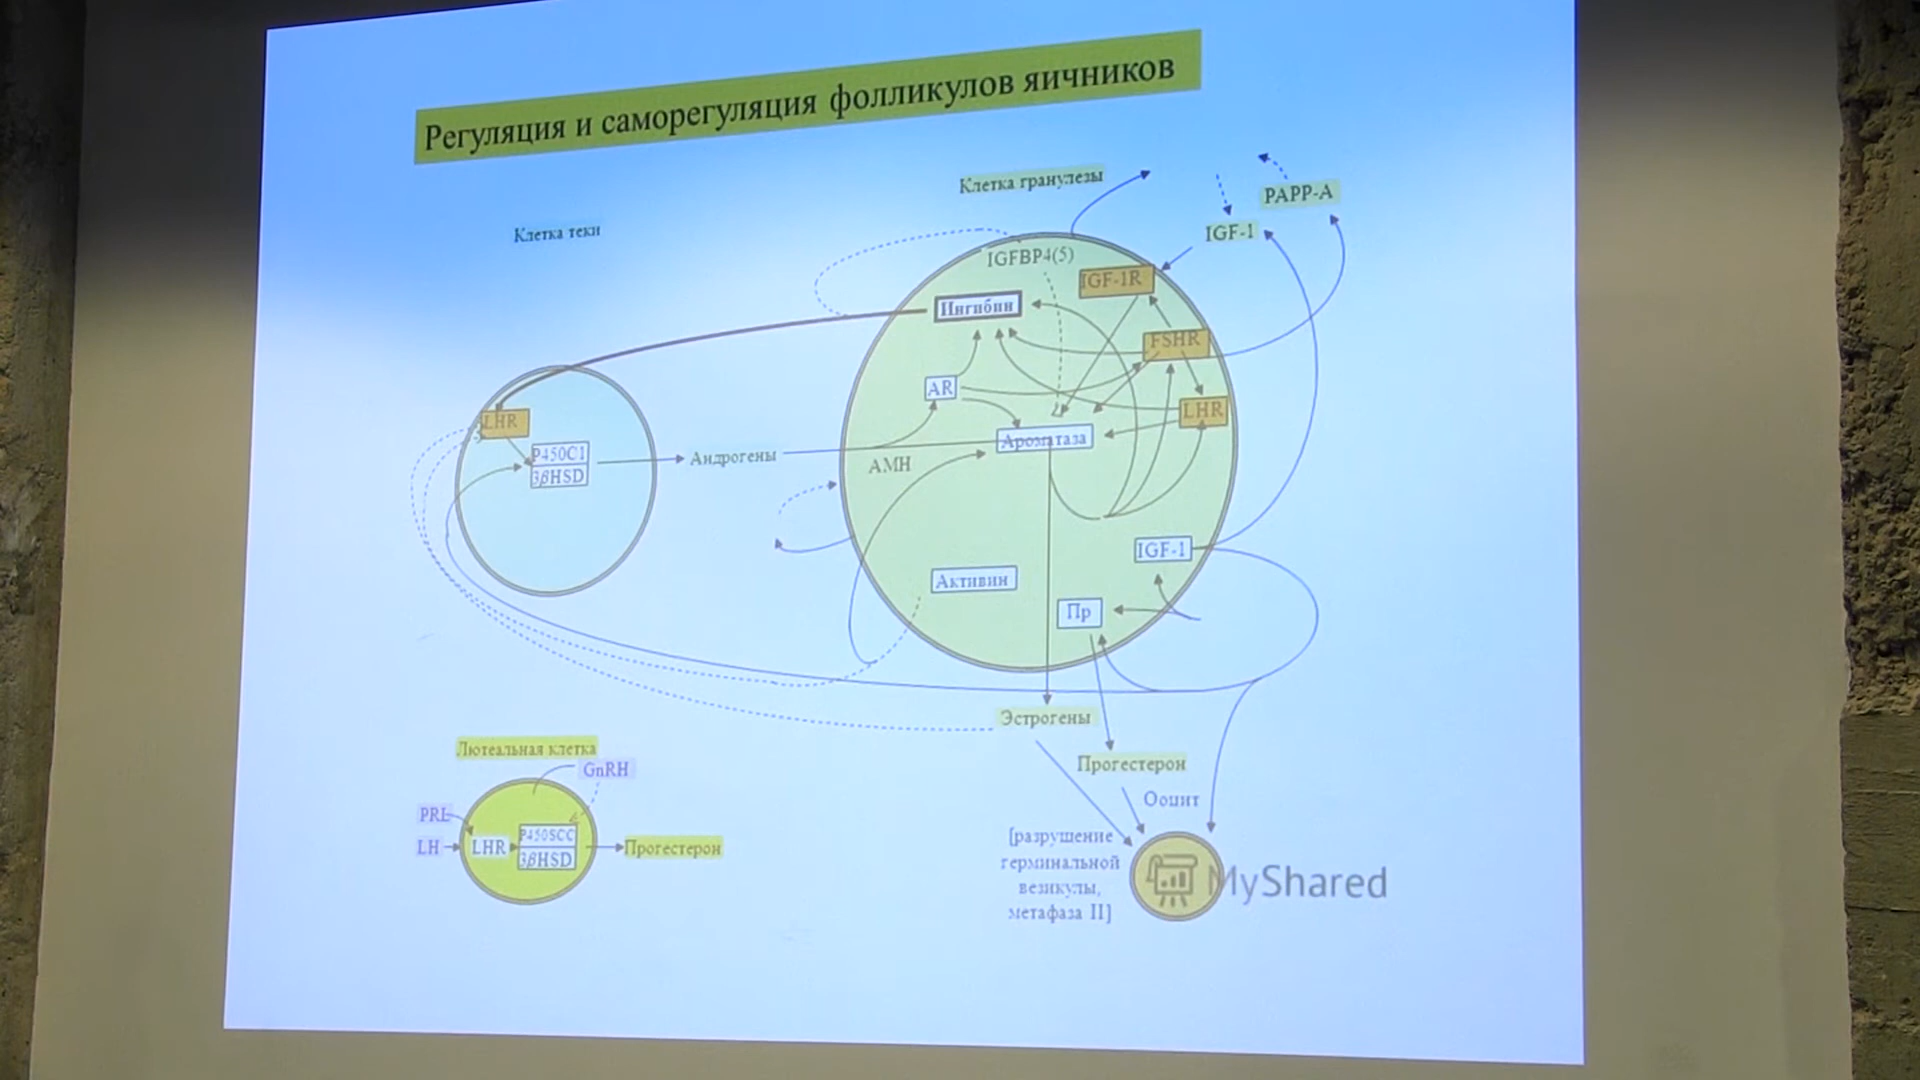 Регуляция и саморегуляция фолликулов яичников
Клетка гранулезы
PAPP-A
Клетка теки
IGF-1
IGFBP4(5)
IGF-1R
Ингибин
FSHR
AR
LHR
LHR
Ароматаза
P450C1
3βHSD
Андрогены
AMH
IGF-1
Активин
Пр
Эстрогены
Лютеальная клетка
GnRH
Прогестерон
Ооцит
PRL
LH
LHR
P450SCC
3βHSD
Прогестерон
[разрушение
герминальной
везикулы,
метафаза II]
MyShared